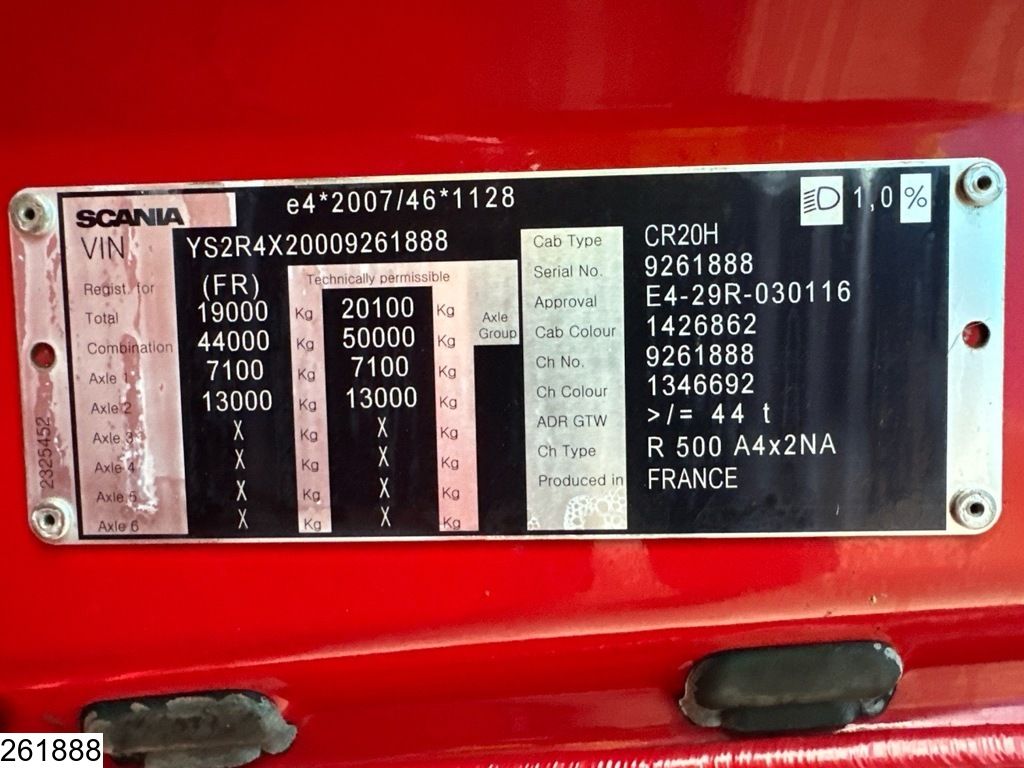 SCANIA e4*2007/46*1128 1,0 %
VIN YS2R4X20009261888
Regist. for (FR) Technically permissible
Total 19000 Kg 20100 Kg Axle Group
Combination 44000 Kg 50000 Kg
Axle 1 7100 Kg 7100 Kg
Axle 2 13000 Kg 13000 Kg
Axle 3 X Kg X Kg
Axle 4 X Kg X Kg
Axle 5 X Kg X Kg
Axle 6 X Kg X Kg
Cab Type CR20H
Serial No. 9261888
Approval E4-29R-030116
Cab Colour 1426862
Ch No. 9261888
Ch Colour 1346692
ADR GTW >/= 44 t
Ch Type R 500 A4x2NA
Produced in FRANCE
2325452
261888